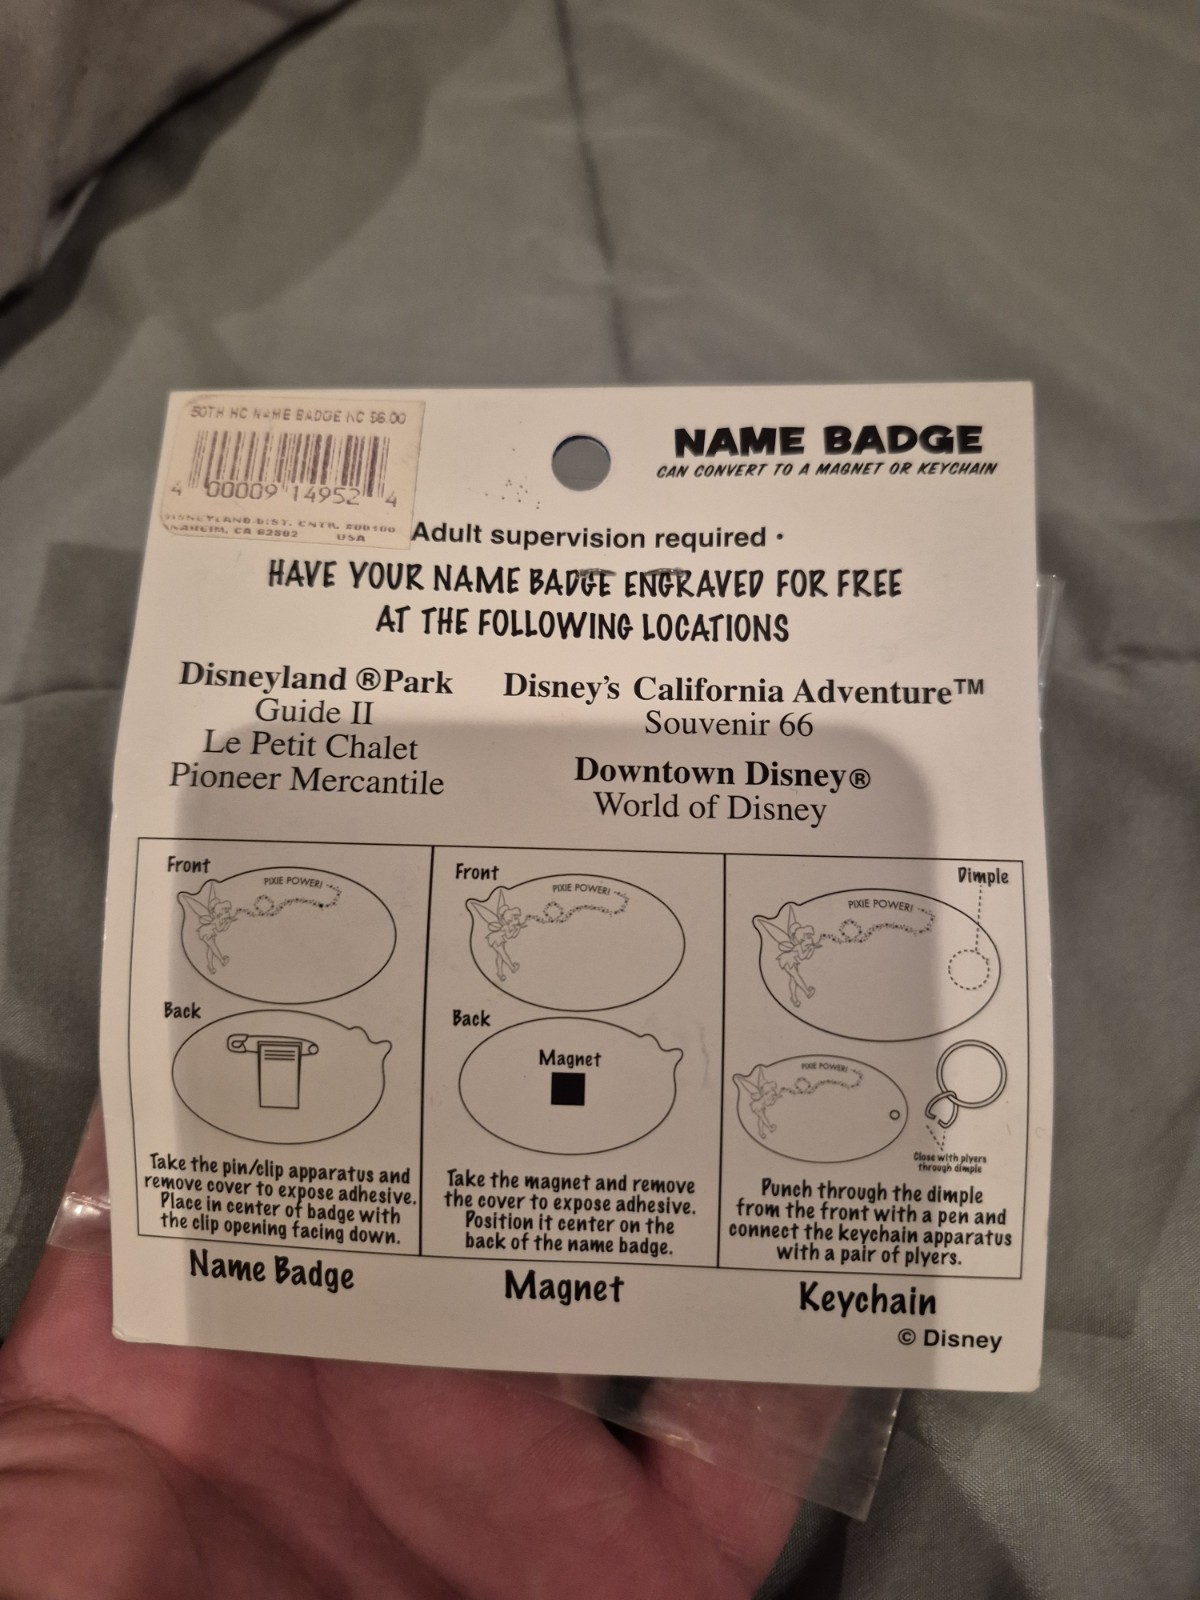 50TH HC NAME BADGE NC $6.00
4 00009 14952 4
DISNEYLAND DIST. CNTR. 200100
ANAHEIM, CA 92802 USA
NAME BADGE
CAN CONVERT TO A MAGNET OR KEYCHAIN
Adult supervision required •
HAVE YOUR NAME BADGE ENGRAVED FOR FREE
AT THE FOLLOWING LOCATIONS
Disneyland ®Park
Guide II
Le Petit Chalet
Pioneer Mercantile
Disney's California Adventure™
Souvenir 66
Downtown Disney®
World of Disney
Front
PIXIE POWER!
Back
Take the pin/clip apparatus and
remove cover to expose adhesive.
Place in center of badge with
the clip opening facing down.
Name Badge
Front
PIXIE POWER!
Back
Magnet
Take the magnet and remove
the cover to expose adhesive.
Position it center on the
back of the name badge.
Magnet
Dimple
PIXIE POWER!
PIXIE POWER!
Close with plyers
through dimple
Punch through the dimple
from the front with a pen and
connect the keychain apparatus
with a pair of plyers.
Keychain
© Disney